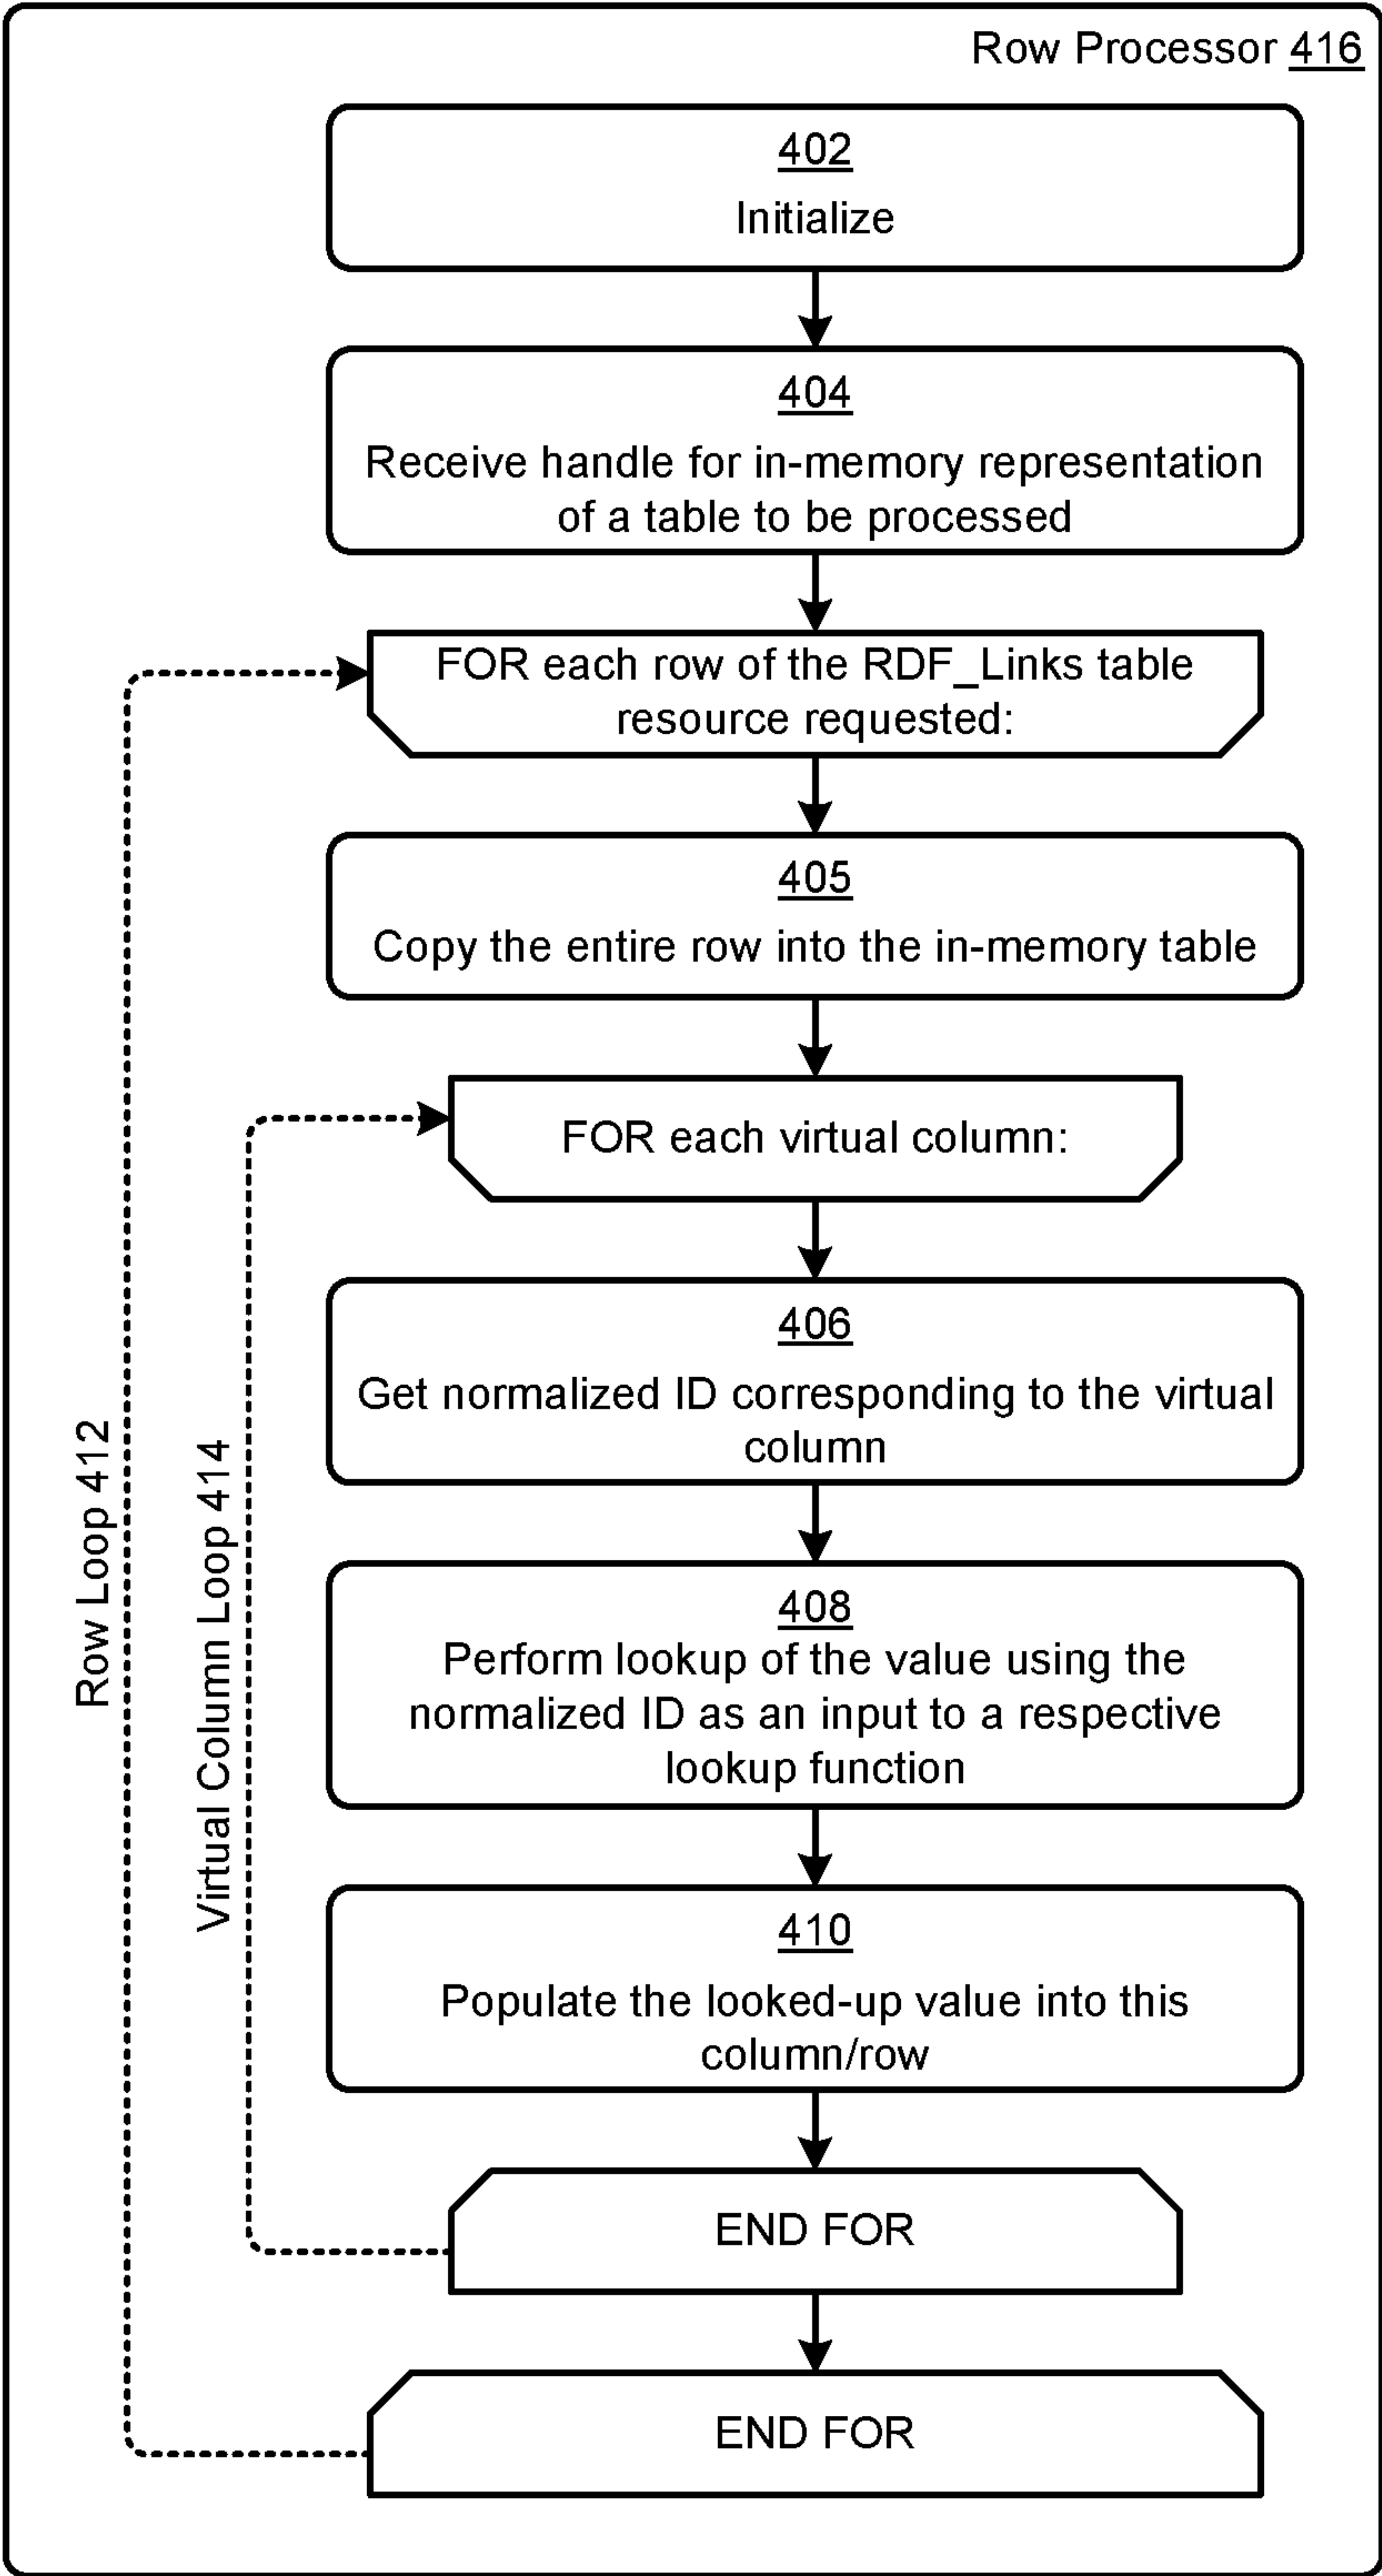 Row Processor 416
402
Initialize
404
Receive handle for in-memory representation
of a table to be processed
FOR each row of the RDF_Links table
resource requested:
405
Copy the entire row into the in-memory table
FOR each virtual column:
406
Get normalized ID corresponding to the virtual
column
408
Perform lookup of the value using the
normalized ID as an input to a respective
lookup function
410
Populate the looked-up value into this
column/row
END FOR
END FOR
Row Loop 412
Virtual Column Loop 414